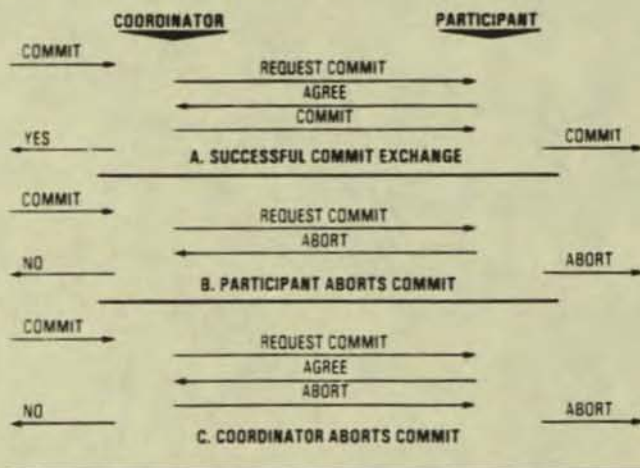 COORDINATOR PARTICIPANT
COMMIT
REQUEST COMMIT
AGREE
COMMIT
YES COMMIT
A. SUCCESSFUL COMMIT EXCHANGE
COMMIT
REQUEST COMMIT
ABORT
NO ABORT
B. PARTICIPANT ABORTS COMMIT
COMMIT
REQUEST COMMIT
AGREE
ABORT
NO ABORT
C. COORDINATOR ABORTS COMMIT